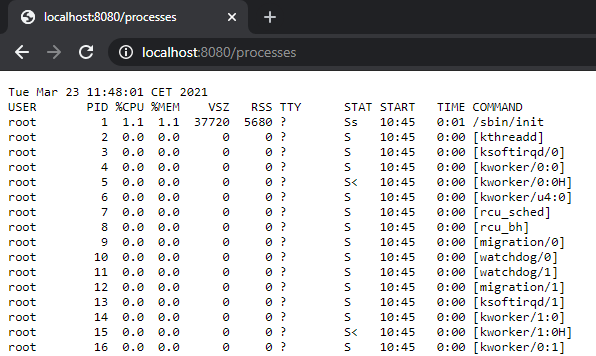 localhost:8080/processes
localhost:8080/processes
Tue Mar 23 11:48:01 CET 2021
USER       PID %CPU %MEM    VSZ   RSS TTY      STAT START   TIME COMMAND
root         1  1.1  1.1  37720  5680 ?        Ss   10:45   0:01 /sbin/init
root         2  0.0  0.0      0     0 ?        S    10:45   0:00 [kthreadd]
root         3  0.0  0.0      0     0 ?        S    10:45   0:00 [ksoftirqd/0]
root         4  0.0  0.0      0     0 ?        S    10:45   0:00 [kworker/0:0]
root         5  0.0  0.0      0     0 ?        S<   10:45   0:00 [kworker/0:0H]
root         6  0.0  0.0      0     0 ?        S    10:45   0:00 [kworker/u4:0]
root         7  0.0  0.0      0     0 ?        S    10:45   0:00 [rcu_sched]
root         8  0.0  0.0      0     0 ?        S    10:45   0:00 [rcu_bh]
root         9  0.0  0.0      0     0 ?        S    10:45   0:00 [migration/0]
root        10  0.0  0.0      0     0 ?        S    10:45   0:00 [watchdog/0]
root        11  0.0  0.0      0     0 ?        S    10:45   0:00 [watchdog/1]
root        12  0.0  0.0      0     0 ?        S    10:45   0:00 [migration/1]
root        13  0.0  0.0      0     0 ?        S    10:45   0:00 [ksoftirqd/1]
root        14  0.0  0.0      0     0 ?        S    10:45   0:00 [kworker/1:0]
root        15  0.0  0.0      0     0 ?        S<   10:45   0:00 [kworker/1:0H]
root        16  0.0  0.0      0     0 ?        S    10:45   0:00 [kworker/0:1]